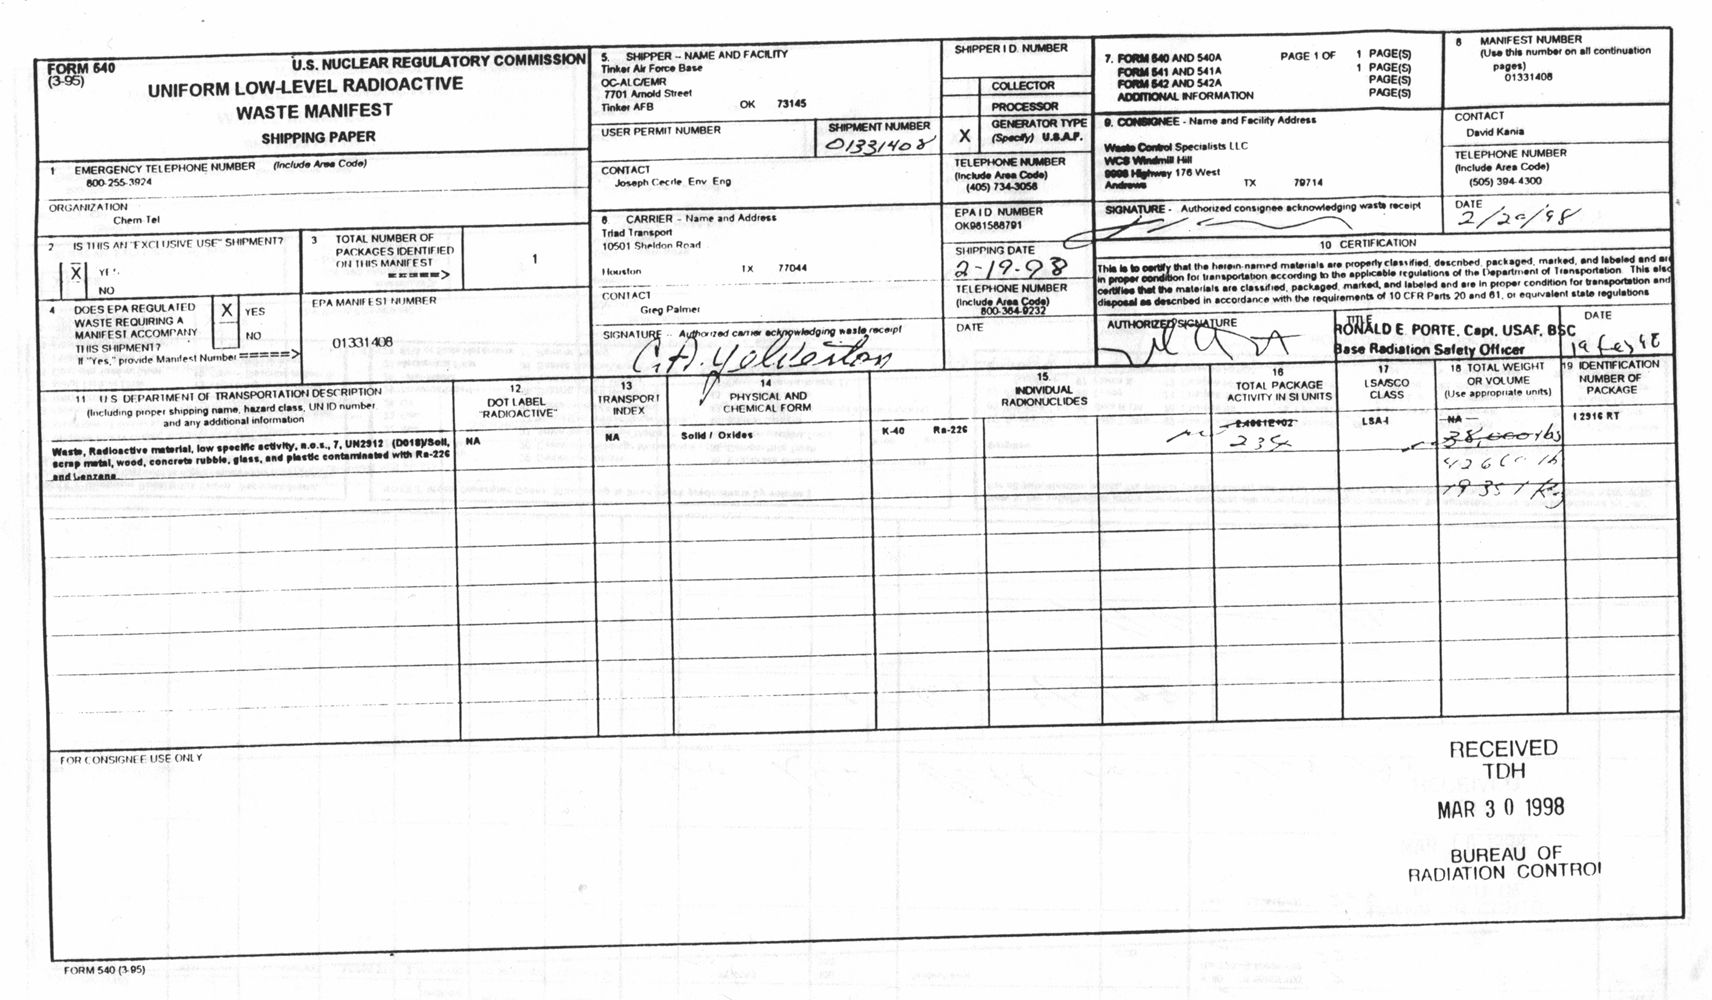 FORM 540
(3-95)
U.S. NUCLEAR REGULATORY COMMISSION
UNIFORM LOW-LEVEL RADIOACTIVE
WASTE MANIFEST
SHIPPING PAPER
1 EMERGENCY TELEPHONE NUMBER (Include Area Code)
800-255-3924
ORGANIZATION
Chem Tel
2 IS THIS AN "EXCLUSIVE USE" SHIPMENT?
X YES
NO
3 TOTAL NUMBER OF
PACKAGES IDENTIFIED
ON THIS MANIFEST
=====>
1
4 DOES EPA REGULATED
WASTE REQUIRING A
MANIFEST ACCOMPANY
THIS SHIPMENT?
If "Yes," provide Manifest Number =====>
X YES
NO
EPA MANIFEST NUMBER
01331408
5. SHIPPER -- NAME AND FACILITY
Tinker Air Force Base
OC-ALC/EMR
7701 Arnold Street
Tinker AFB OK 73145
USER PERMIT NUMBER
SHIPMENT NUMBER
01331408
CONTACT
Joseph Cecrle Env Eng
6 CARRIER - Name and Address
Triad Transport
10501 Sheldon Road
Houston TX 77044
CONTACT
Greg Palmer
SIGNATURE -- Authorized carrier acknowledging waste receipt
C.A. Yelverton
SHIPPER I D. NUMBER
COLLECTOR
PROCESSOR
X GENERATOR TYPE
(Specify) U.S.A.F.
TELEPHONE NUMBER
(Include Area Code)
(405) 734-3058
EPA I D NUMBER
OK981588791
SHIPPING DATE
2-19-98
TELEPHONE NUMBER
(Include Area Code)
800-364-9232
DATE
7. FORM 540 AND 540A PAGE 1 OF 1 PAGE(S)
FORM 541 AND 541A 1 PAGE(S)
FORM 542 AND 542A PAGE(S)
ADDITIONAL INFORMATION PAGE(S)
8 MANIFEST NUMBER
(Use this number on all continuation
pages)
01331408
9. CONSIGNEE - Name and Facility Address
Waste Control Specialists LLC
WCS Windmill Hill
9998 Highway 176 West
Andrews TX 79714
CONTACT
David Kania
TELEPHONE NUMBER
(Include Area Code)
(505) 394-4300
SIGNATURE - Authorized consignee acknowledging waste receipt
DATE
2/20/98
10 CERTIFICATION
This is to certify that the herein-named materials are properly classified, described, packaged, marked, and labeled and are
in proper condition for transportation according to the applicable regulations of the Department of Transportation. This also
certifies that the materials are classified, packaged, marked, and labeled and are in proper condition for transportation and
disposal as described in accordance with the requirements of 10 CFR Parts 20 and 61, or equivalent state regulations
AUTHORIZED SIGNATURE
TITLE
RONALD E. PORTE, Capt, USAF, BSC
Base Radiation Safety Officer
DATE
19 Feb 98
11 U S DEPARTMENT OF TRANSPORTATION DESCRIPTION
(Including proper shipping name, hazard class, UN ID number,
and any additional information
12
DOT LABEL
"RADIOACTIVE"
13
TRANSPORT
INDEX
14
PHYSICAL AND
CHEMICAL FORM
15.
INDIVIDUAL
RADIONUCLIDES
16
TOTAL PACKAGE
ACTIVITY IN SI UNITS
17
LSA/SCO
CLASS
18 TOTAL WEIGHT
OR VOLUME
(Use appropriate units)
19 IDENTIFICATION
NUMBER OF
PACKAGE
Waste, Radioactive material, low specific activity, n.o.s., 7, UN2912 (D018)/Soil,
scrap metal, wood, concrete rubble, glass, and plastic contaminated with Ra-226
and Benzene
NA
NA
Solid / Oxides
K-40 Ra-226
234
LSA-I
NA
38,000 lbs
42660 lb
19351 Kg
12916 RT
FOR CONSIGNEE USE ONLY
RECEIVED
TDH
MAR 30 1998
BUREAU OF
RADIATION CONTROL
FORM 540 (3-95)